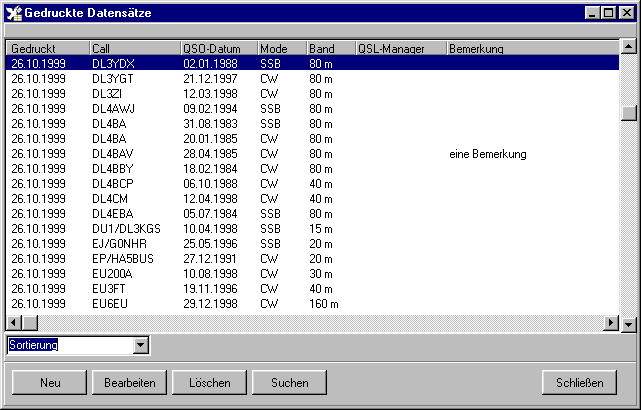 Gedruckte Datensätze
Gedruckt Call QSO-Datum Mode Band QSL-Manager Bemerkung
26.10.1999 DL3YDX 02.01.1988 SSB 80 m
26.10.1999 DL3YGT 21.12.1997 CW 80 m
26.10.1999 DL3ZI 12.03.1998 CW 80 m
26.10.1999 DL4AWJ 09.02.1994 SSB 80 m
26.10.1999 DL4BA 31.08.1983 SSB 80 m
26.10.1999 DL4BA 20.01.1985 CW 80 m
26.10.1999 DL4BAV 28.04.1985 CW 80 m eine Bemerkung
26.10.1999 DL4BBY 18.02.1984 CW 80 m
26.10.1999 DL4BCP 06.10.1988 CW 40 m
26.10.1999 DL4CM 12.04.1998 CW 40 m
26.10.1999 DL4EBA 05.07.1984 SSB 80 m
26.10.1999 DU1/DL3KGS 10.04.1998 SSB 15 m
26.10.1999 EJ/G0NHR 25.05.1996 SSB 20 m
26.10.1999 EP/HA5BUS 27.12.1991 CW 20 m
26.10.1999 EU200A 10.08.1998 CW 30 m
26.10.1999 EU3FT 19.11.1996 CW 40 m
26.10.1999 EU6EU 29.12.1998 CW 160 m
Sortierung
Neu Bearbeiten Löschen Suchen Schließen